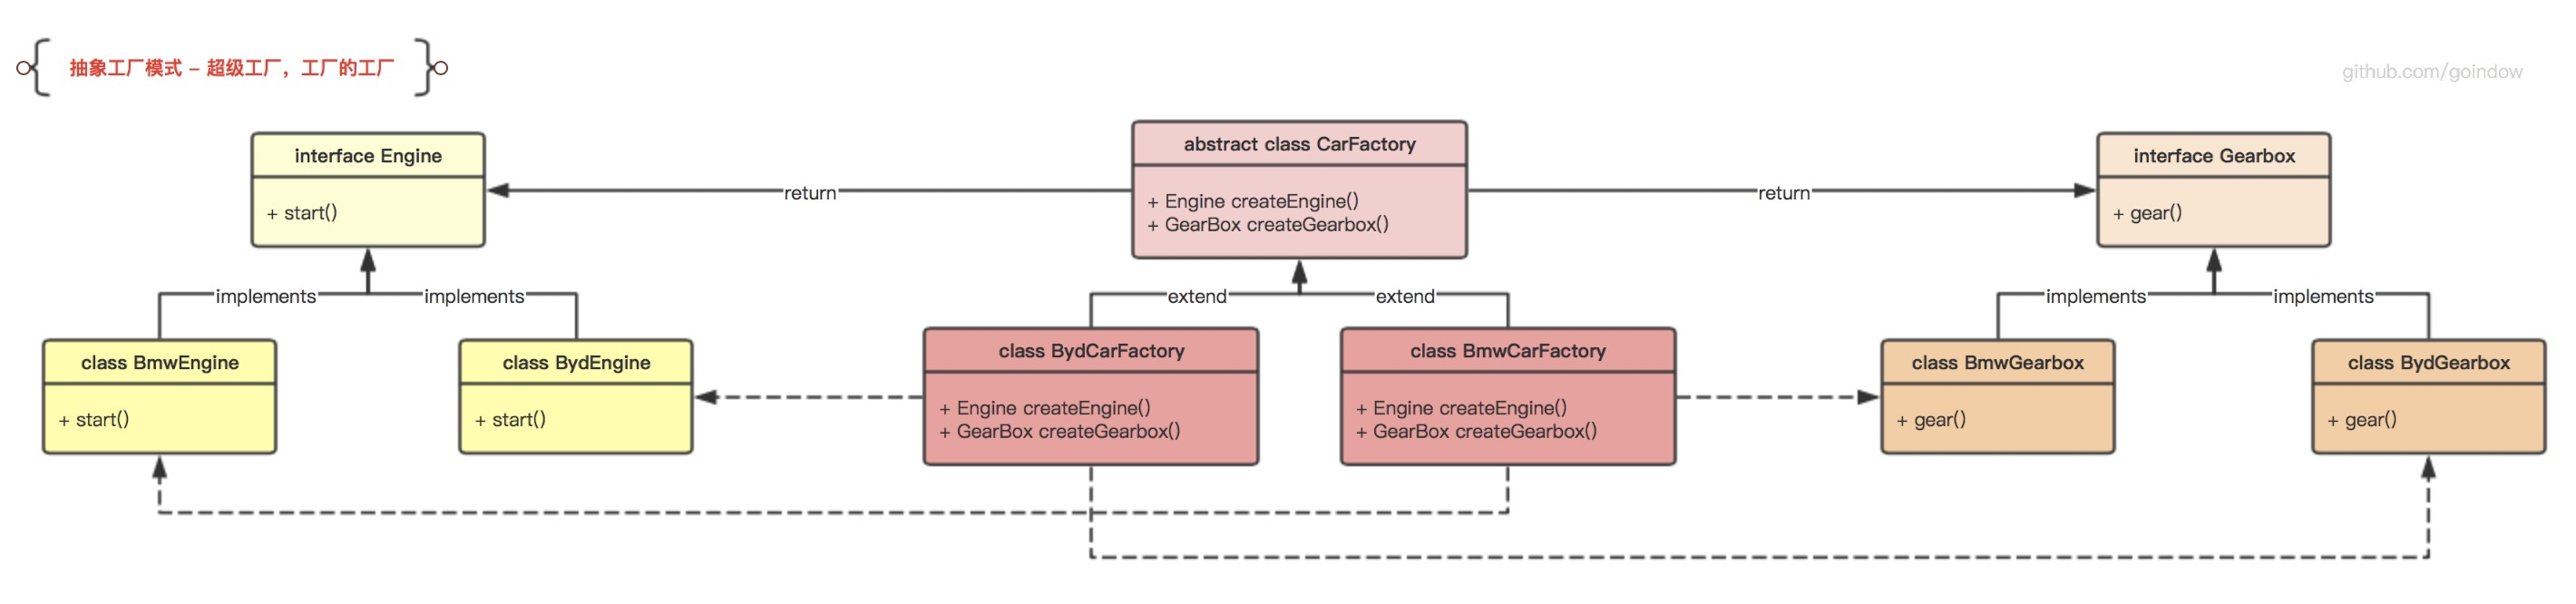 抽象工厂模式 – 超级工厂，工厂的工厂
github.com/goindow
interface Engine
+ start()
return
abstract class CarFactory
+ Engine createEngine()
+ GearBox createGearbox()
return
interface Gearbox
+ gear()
implements
implements
extend
extend
implements
implements
class BmwEngine
+ start()
class BydEngine
+ start()
class BydCarFactory
+ Engine createEngine()
+ GearBox createGearbox()
class BmwCarFactory
+ Engine createEngine()
+ GearBox createGearbox()
class BmwGearbox
+ gear()
class BydGearbox
+ gear()